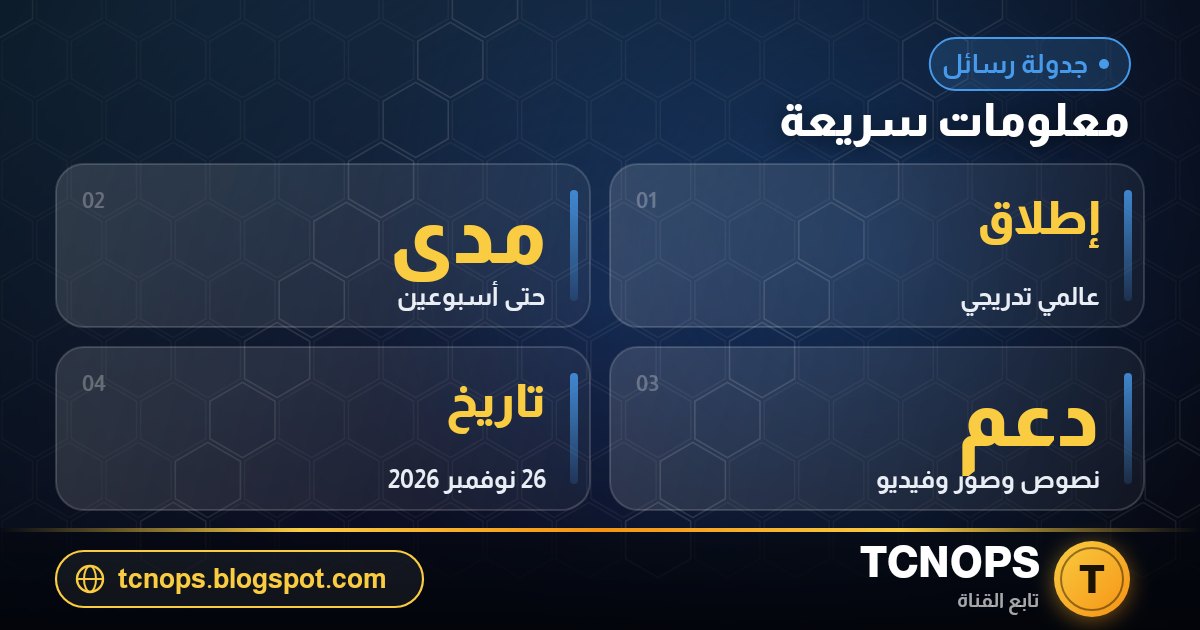 جدولة رسائل
معلومات سريعة
01
إطلاق
عالمي تدريجي
02
مدى
حتى أسبوعين
03
دعم
نصوص وصور وفيديو
04
تاريخ
26 نوفمبر 2026
T
TCNOPS
تابع القناة
tcnops.blogspot.com